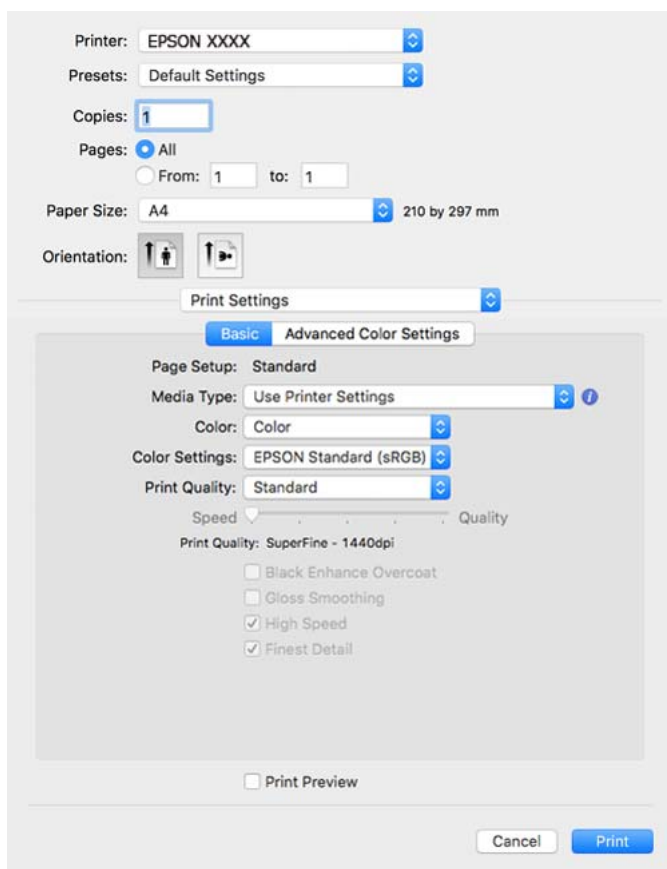 Printer: EPSON XXXX
Presets: Default Settings
Copies: 1
Pages: All
From: 1 to: 1
Paper Size: A4 210 by 297 mm
Orientation:
Print Settings
Basic Advanced Color Settings
Page Setup: Standard
Media Type: Use Printer Settings i
Color: Color
Color Settings: EPSON Standard (sRGB)
Print Quality: Standard
Speed Quality
Print Quality: SuperFine - 1440dpi
Black Enhance Overcoat
Gloss Smoothing
High Speed
Finest Detail
Print Preview
Cancel Print